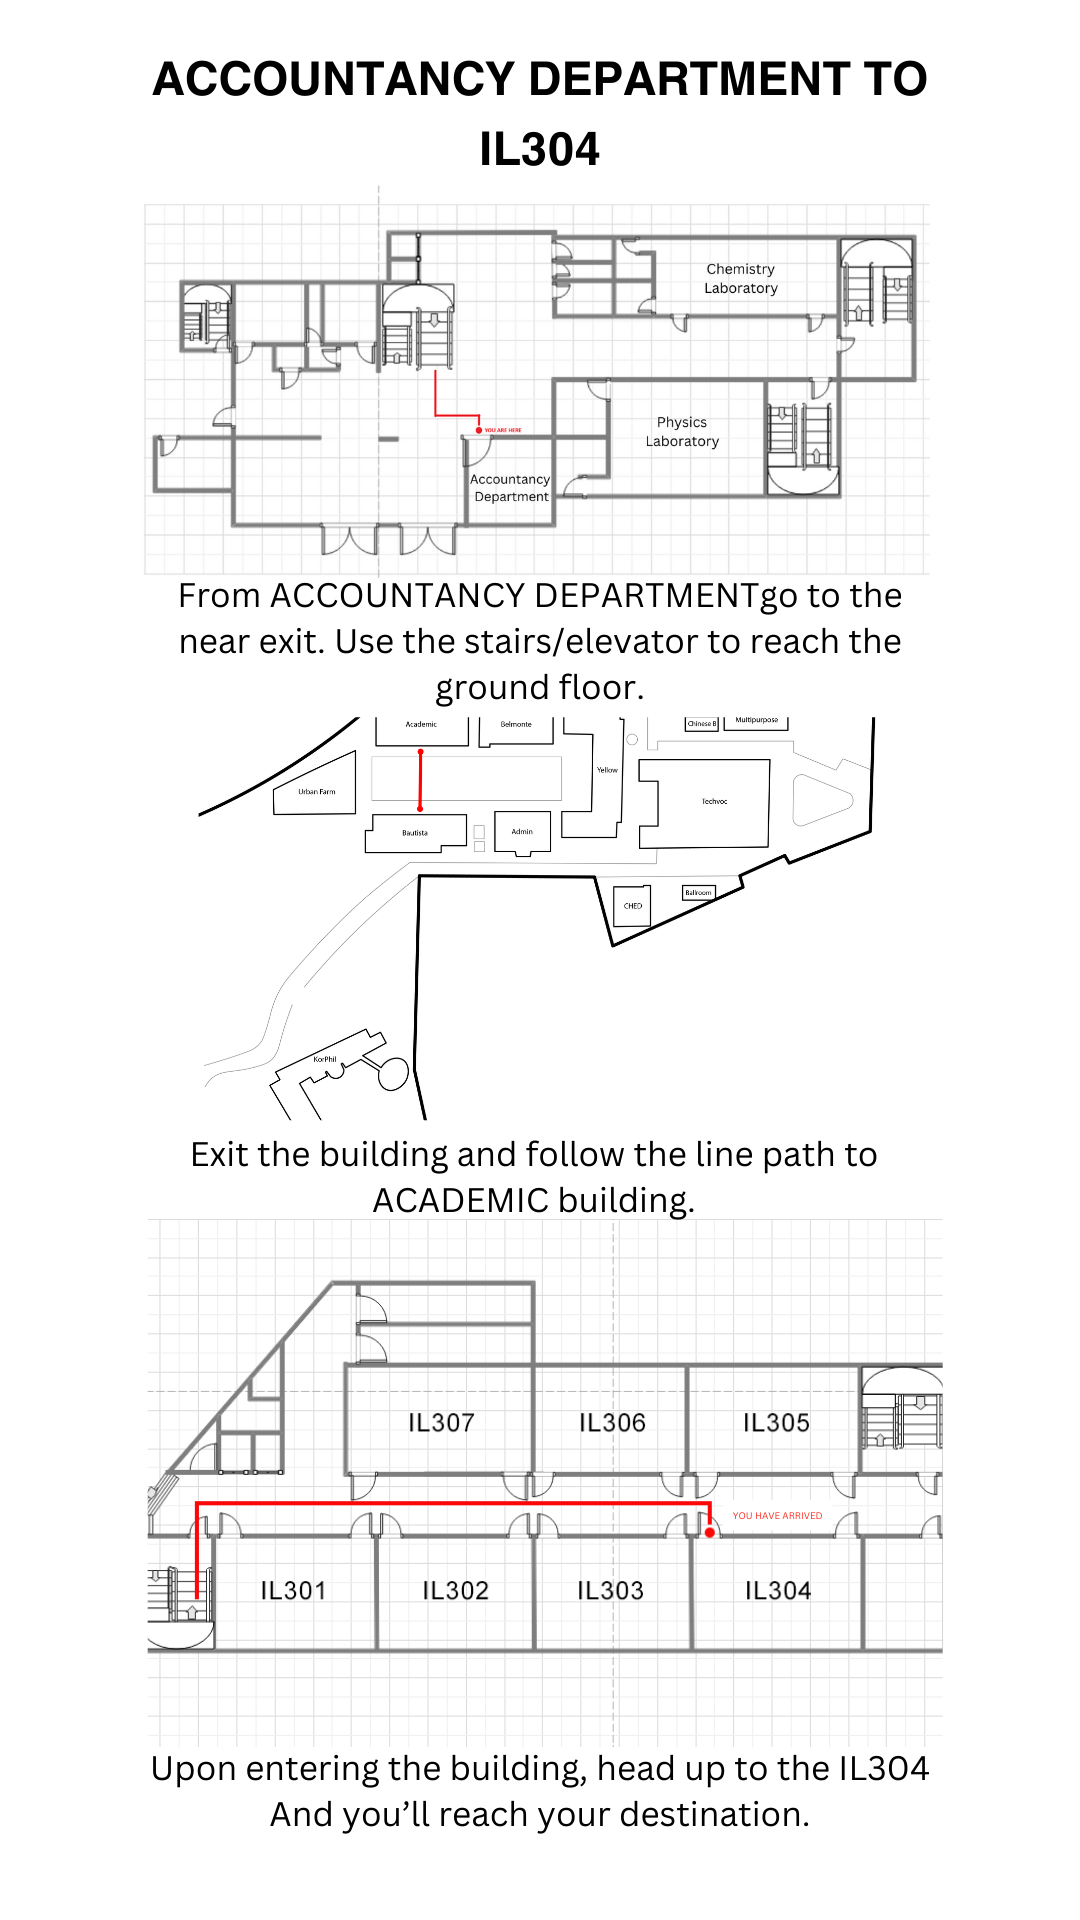 ACCOUNTANCY DEPARTMENT TO
IL304
Chemistry
Laboratory
Physics
Laboratory
YOU ARE HERE
Accountancy
Department
From ACCOUNTANCY DEPARTMENTgo to the
near exit. Use the stairs/elevator to reach the
ground floor.
Academic
Belmonte
Chinese B
Multipurpose
Yellow
Urban Farm
Techvoc
Bautista
Admin
CHED
Ballroom
KorPhil
Exit the building and follow the line path to
ACADEMIC building.
IL307
IL306
IL305
YOU HAVE ARRIVED
IL301
IL302
IL303
IL304
Upon entering the building, head up to the IL304
And you’ll reach your destination.